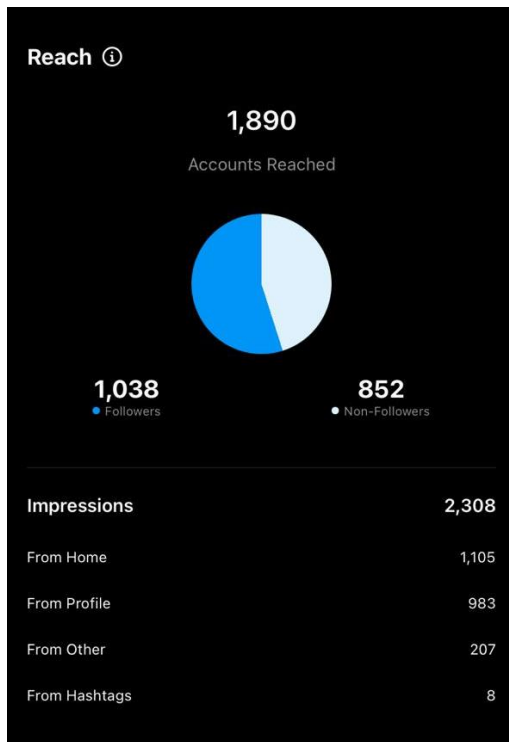 Reach
1,890
Accounts Reached
1,038 852
Followers Non-Followers
Impressions 2,308
From Home 1,105
From Profile 983
From Other 207
From Hashtags 8